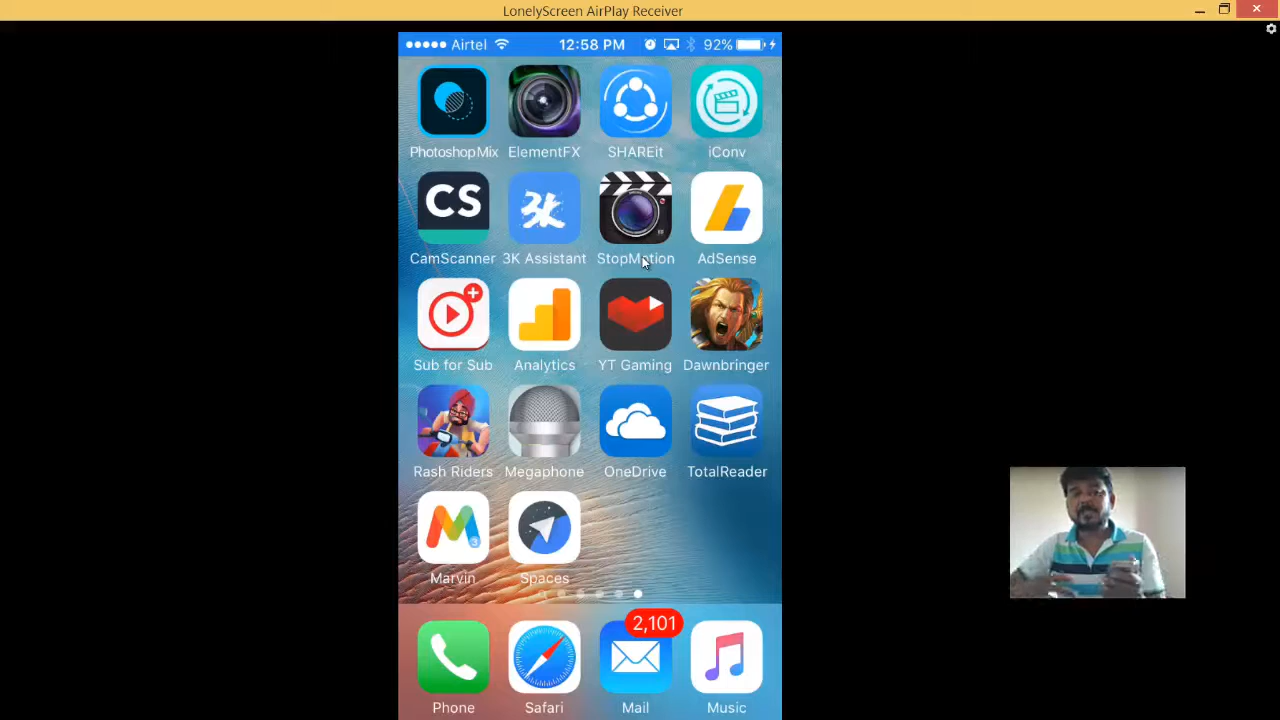 LonelyScreen AirPlay Receiver
Airtel 12:58 PM 92%
PhotoshopMix ElementFX SHAREit iConv
CS 3K
CamScanner 3K Assistant StopMotion AdSense
Sub for Sub Analytics YT Gaming Dawnbringer
Rash Riders Megaphone OneDrive TotalReader
3
Marvin Spaces
2,101
Phone Safari Mail Music